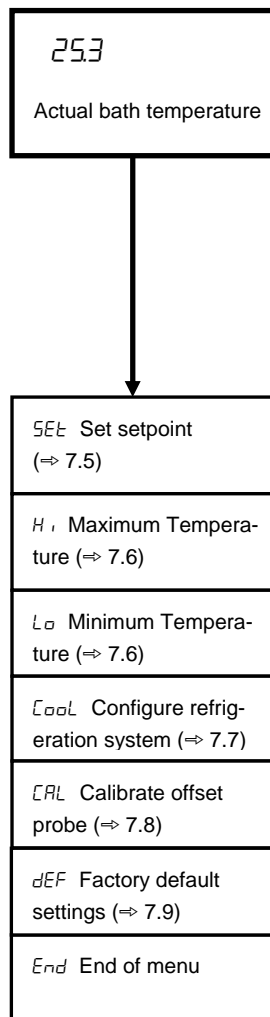 25.3
Actual bath temperature
SEt Set setpoint
(⇨ 7.5)
Hi Maximum Tempera-
ture (⇨ 7.6)
Lo Minimum Tempera-
ture (⇨ 7.6)
CooL Configure refrig-
eration system (⇨ 7.7)
CAL Calibrate offset
probe (⇨ 7.8)
dEF Factory default
settings (⇨ 7.9)
End End of menu